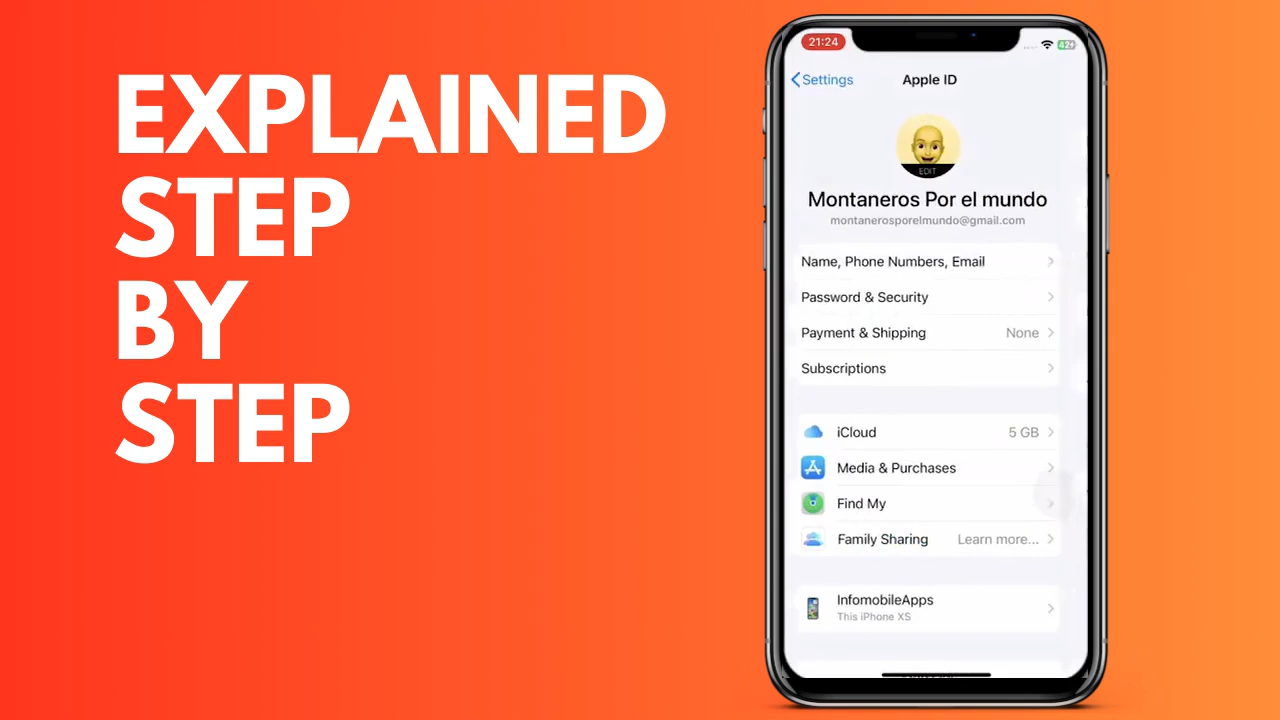 EXPLAINED
STEP
BY
STEP
21:24
42
Settings
Apple ID
EDIT
Montaneros Por el mundo
montanerosporelmundo@gmail.com
Name, Phone Numbers, Email
Password & Security
Payment & Shipping None
Subscriptions
iCloud 5 GB
Media & Purchases
Find My
Family Sharing Learn more...
InfomobileApps
This iPhone XS